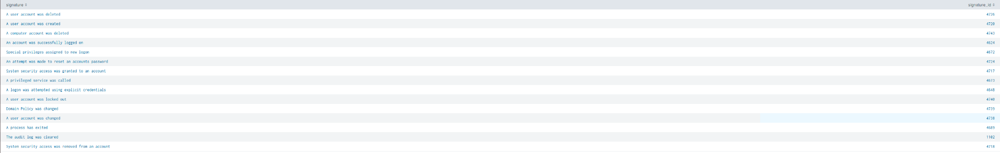 signature signature_id
A user account was deleted 4726
A user account was created 4720
A computer account was deleted 4743
An account was successfully logged on 4624
Special privileges assigned to new logon 4672
An attempt was made to reset an accounts password 4724
System security access was granted to an account 4717
A privileged service was called 4673
A logon was attempted using explicit credentials 4648
A user account was locked out 4740
Domain Policy was changed 4739
A user account was changed 4738
A process has exited 4689
The audit log was cleared 1102
System security access was removed from an account 4718